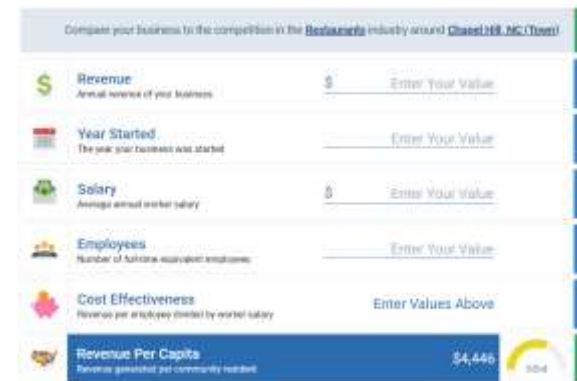 Compare your business to the competition in the Restaurants industry around Chapel Hill, NC (Town)
Revenue
Annual revenue of your business
$ Enter Your Value
Year Started
The year your business was started
Enter Your Value
Salary
Average annual worker salary
$ Enter Your Value
Employees
Number of full-time equivalent employees
Enter Your Value
Cost Effectiveness
Revenue per employee divided by worker salary
Enter Values Above
Revenue Per Capita
Revenue generated per community resident
$4,446